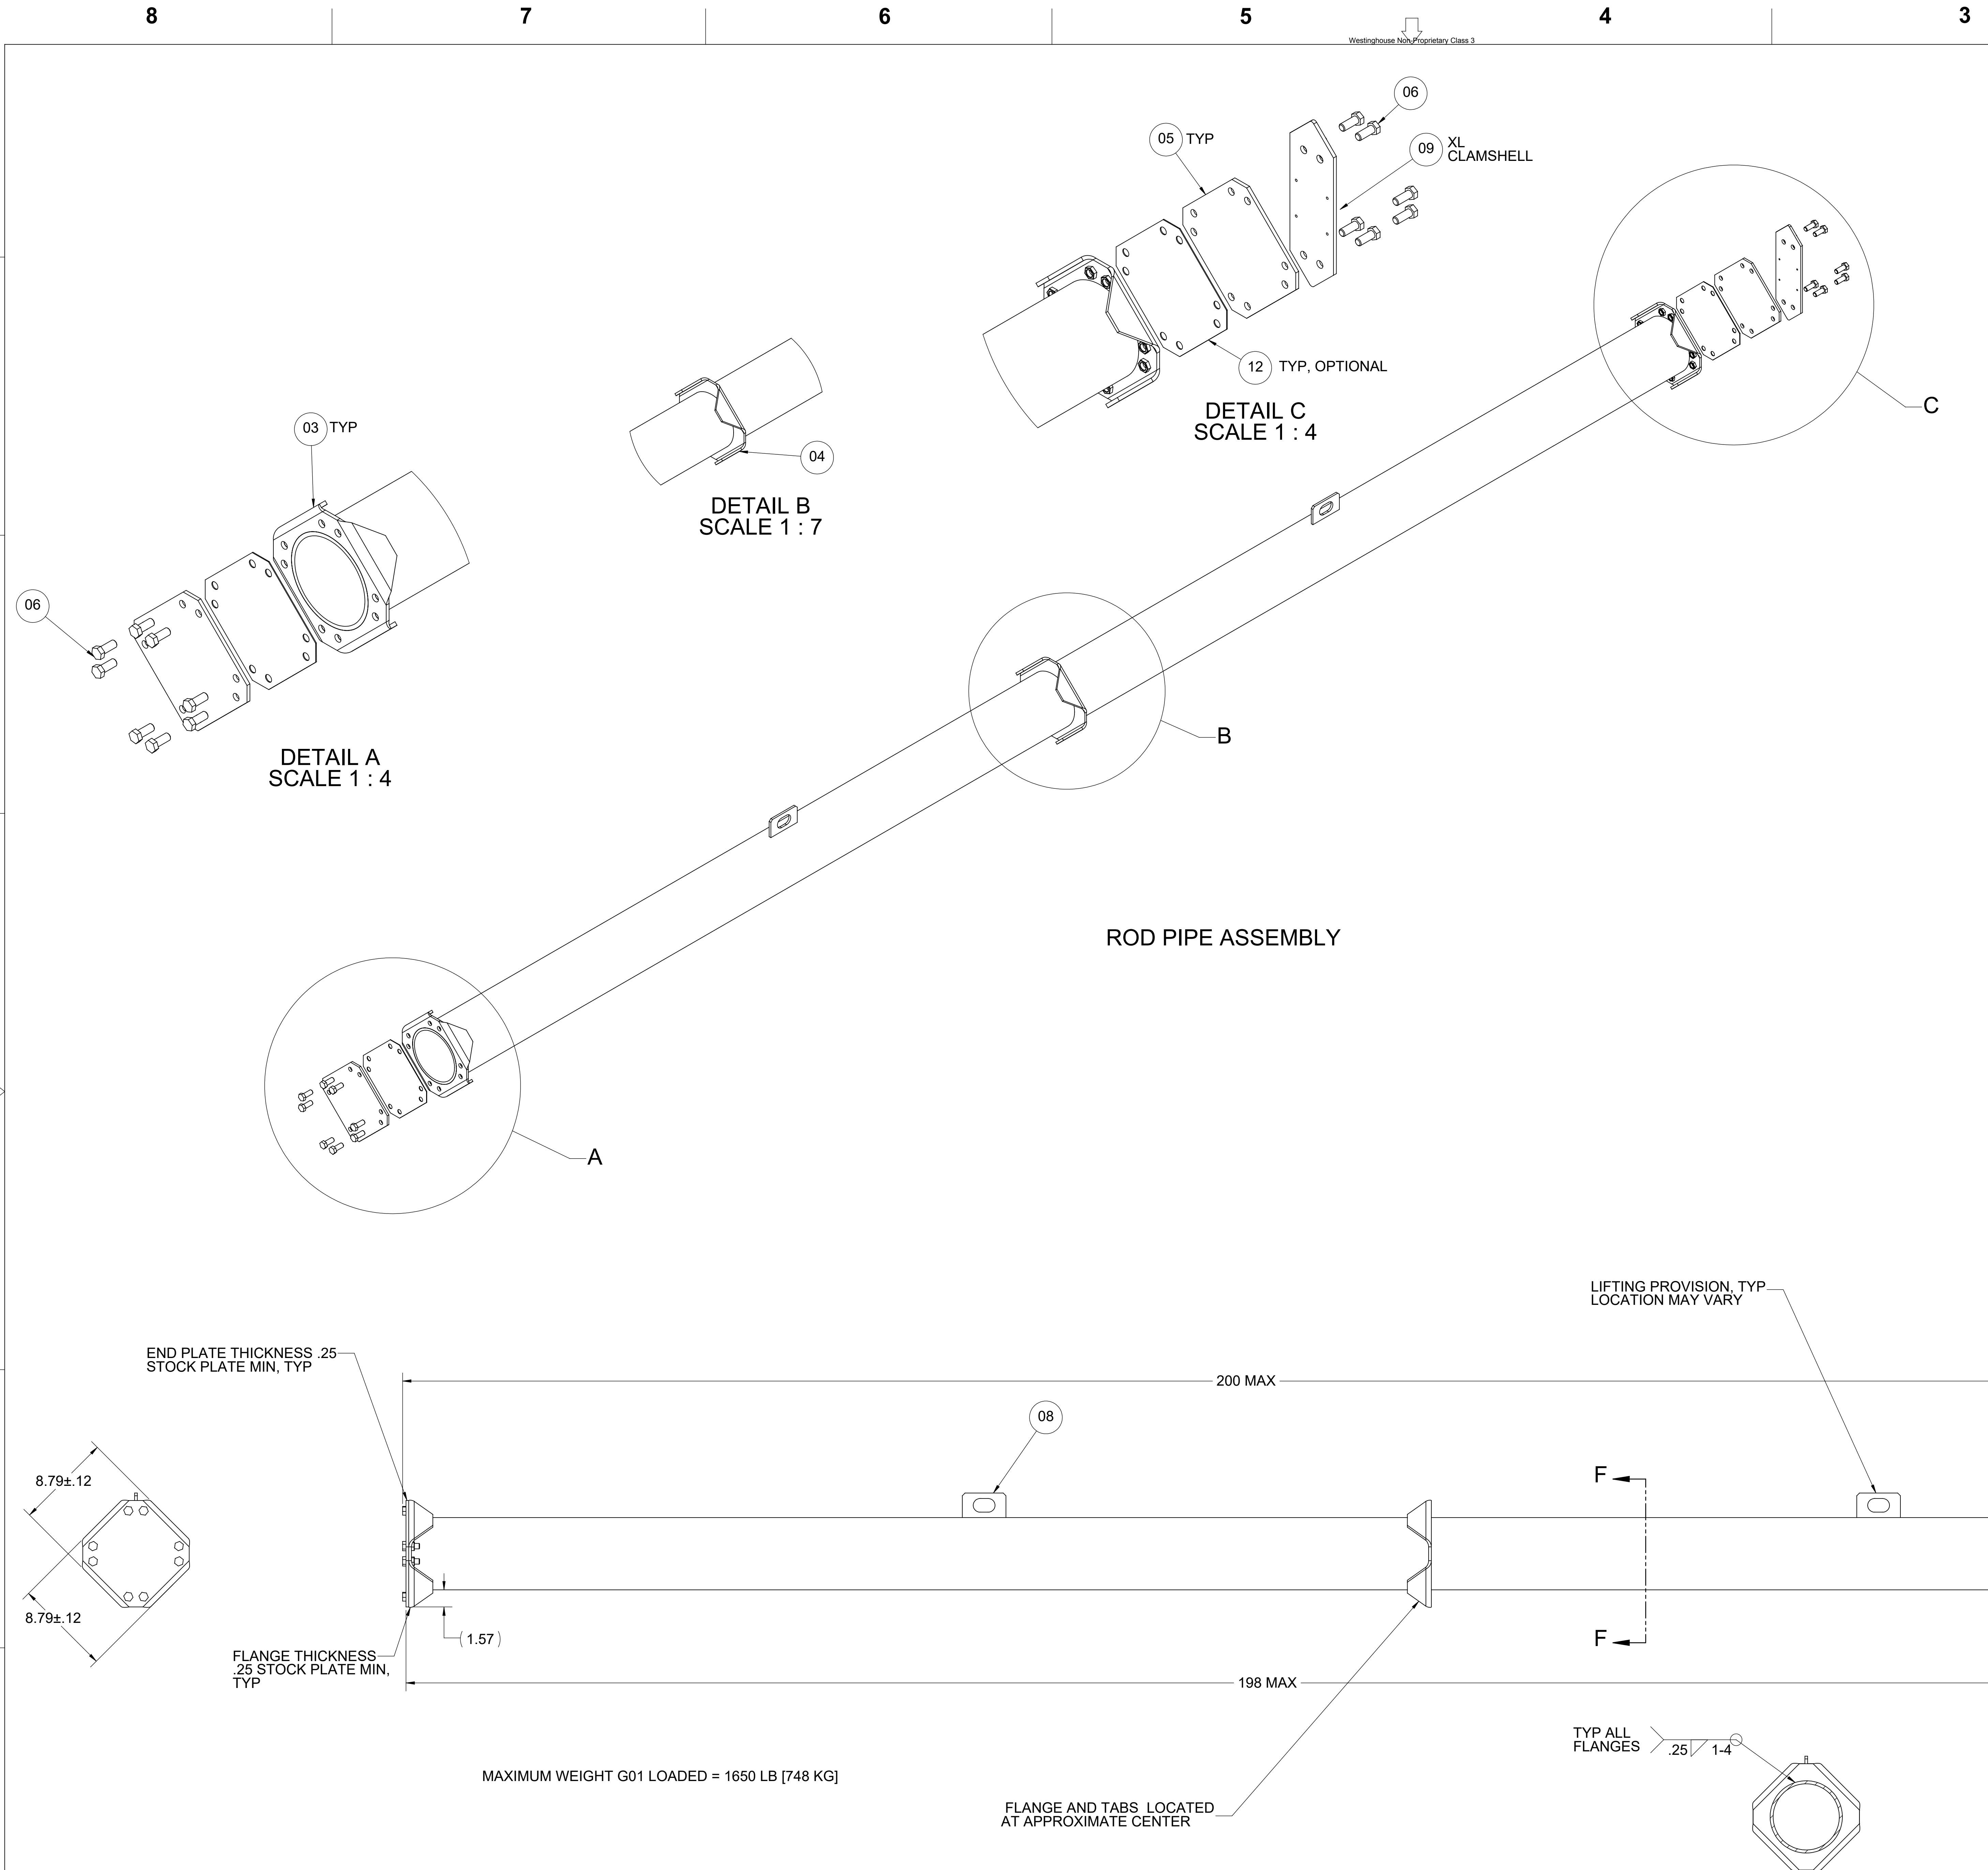 8 7 6 5 4 3
Westinghouse Non-Proprietary Class 3
06
05 TYP
09 XL
CLAMSHELL
12 TYP, OPTIONAL
DETAIL C
SCALE 1 : 4
C
03 TYP
04
DETAIL B
SCALE 1 : 7
06
DETAIL A
SCALE 1 : 4
B
ROD PIPE ASSEMBLY
A
LIFTING PROVISION, TYP
LOCATION MAY VARY
END PLATE THICKNESS .25
STOCK PLATE MIN, TYP
200 MAX
08
F
8.79±.12
8.79±.12
(1.57)
F
FLANGE THICKNESS
.25 STOCK PLATE MIN,
TYP
198 MAX
TYP ALL
FLANGES
.25 1-4
MAXIMUM WEIGHT G01 LOADED = 1650 LB [748 KG]
FLANGE AND TABS LOCATED
AT APPROXIMATE CENTER